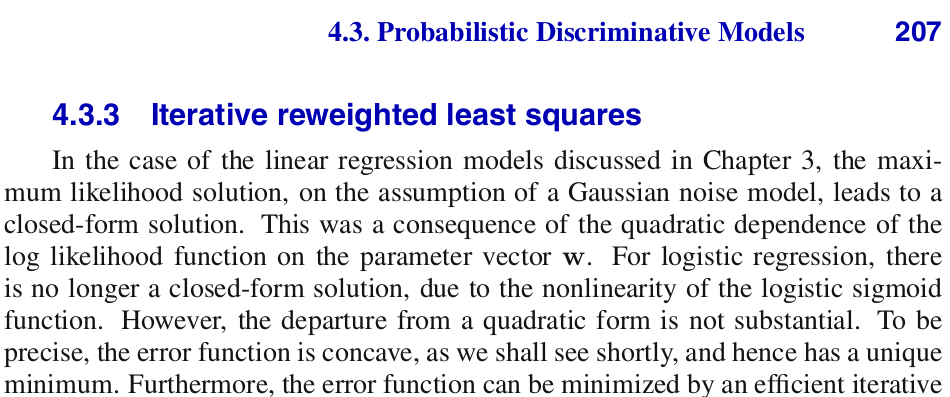 4.3. Probabilistic Discriminative Models 207
4.3.3 Iterative reweighted least squares
In the case of the linear regression models discussed in Chapter 3, the maxi-
mum likelihood solution, on the assumption of a Gaussian noise model, leads to a
closed-form solution. This was a consequence of the quadratic dependence of the
log likelihood function on the parameter vector w. For logistic regression, there
is no longer a closed-form solution, due to the nonlinearity of the logistic sigmoid
function. However, the departure from a quadratic form is not substantial. To be
precise, the error function is concave, as we shall see shortly, and hence has a unique
minimum. Furthermore, the error function can be minimized by an efficient iterative